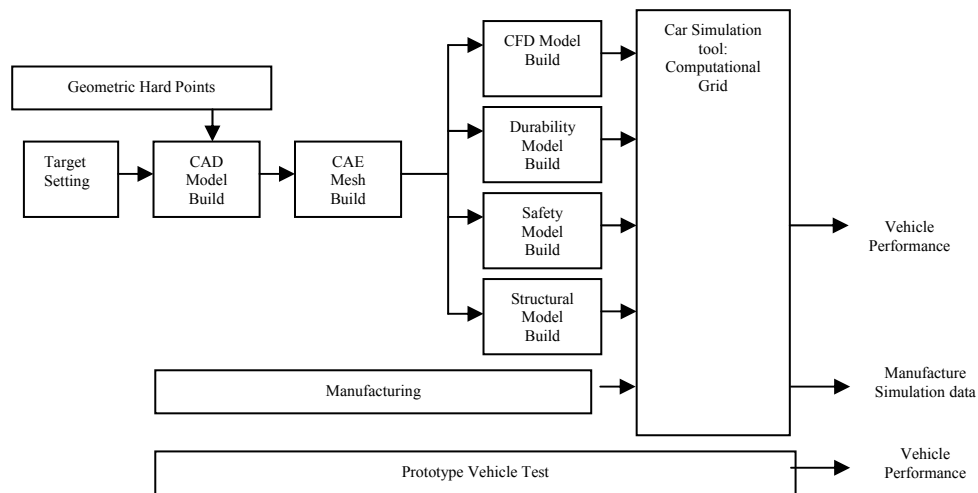 Geometric Hard Points
Target
Setting
CAD
Model
Build
CAE
Mesh
Build
CFD Model
Build
Durability
Model
Build
Safety
Model
Build
Structural
Model
Build
Car Simulation
tool:
Computational
Grid
Vehicle
Performance
Manufacturing
Manufacture
Simulation data
Prototype Vehicle Test
Vehicle
Performance